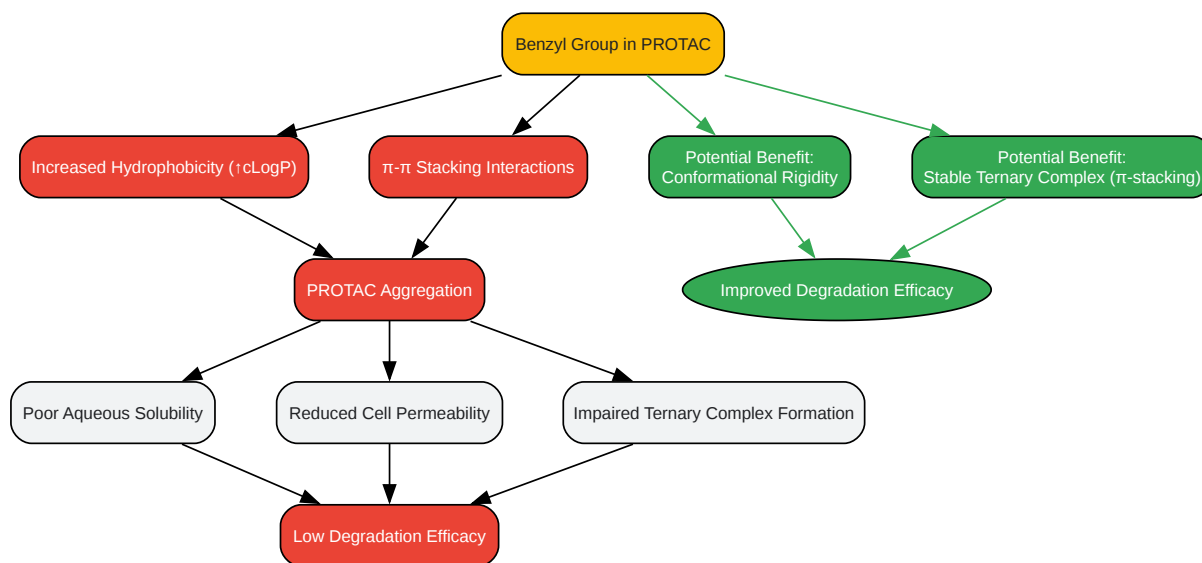 Benzyl Group in PROTAC
Increased Hydrophobicity (↑cLogP)
π-π Stacking Interactions
Potential Benefit:
Conformational Rigidity
Potential Benefit:
Stable Ternary Complex (π-stacking)
PROTAC Aggregation
Improved Degradation Efficacy
Poor Aqueous Solubility
Reduced Cell Permeability
Impaired Ternary Complex Formation
Low Degradation Efficacy